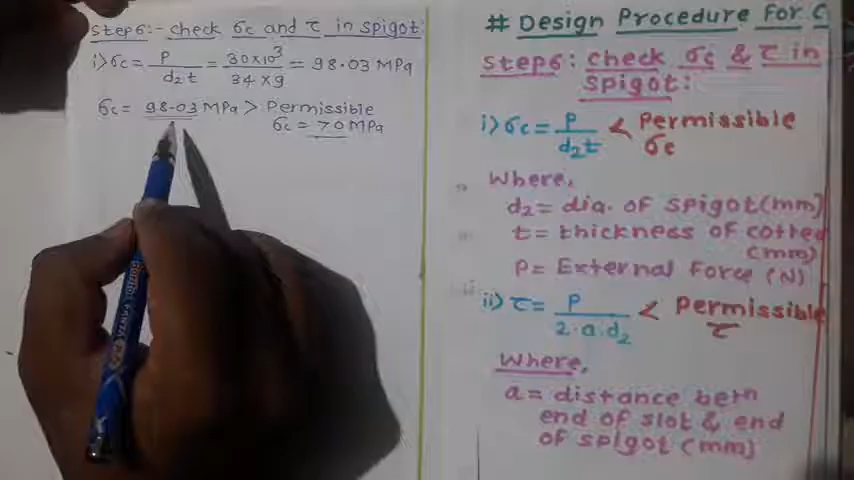 Step6:- check σc and τ in spigot:
i) σc = P / d2t = 30×10³ / 34×9 = 98.03 MPa
σc = 98.03 MPa > Permissible
σc = 70 MPa
# Design Procedure For C
Step6: check σc & τ in
spigot:
i) σc = P / d2t < Permissible
σc
Where,
d2 = dia. of spigot (mm)
t = thickness of cotter
(mm)
P = External Force (N)
ii) τ = P / 2.a.d2 < Permissible
τ
Where,
a = distance betn
end of slot & end
of spigot (mm)